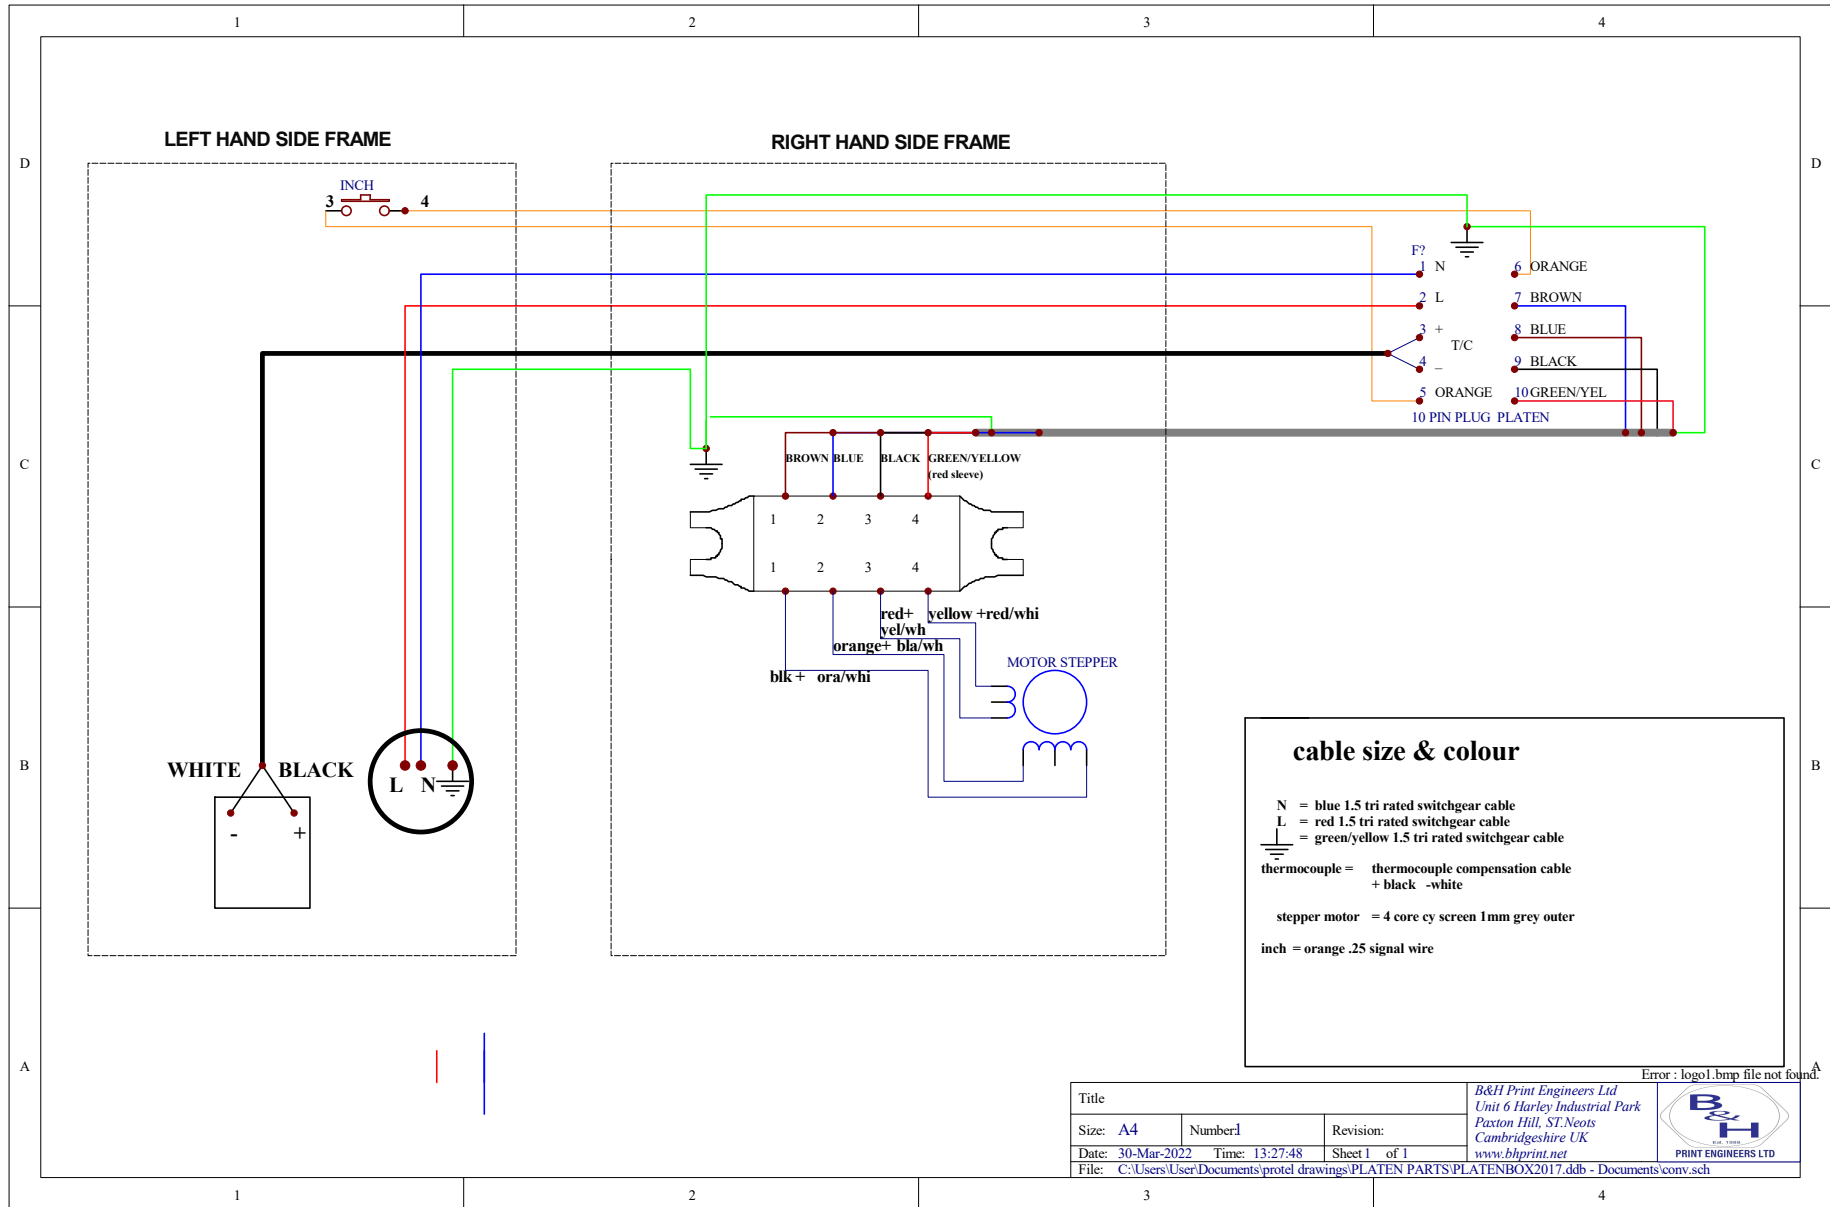 1 2 3 4
D D
LEFT HAND SIDE FRAME
RIGHT HAND SIDE FRAME
INCH
3 4
F?
1 N
6 ORANGE
2 L
7 BROWN
3 +
8 BLUE
T/C
4 –
9 BLACK
5 ORANGE
10 GREEN/YEL
10 PIN PLUG PLATEN
C C
BROWN BLUE BLACK GREEN/YELLOW
(red sleeve)
1 2 3 4
1 2 3 4
red+ yellow +red/whi
yel/wh
orange+ bla/wh
blk + ora/whi
MOTOR STEPPER
B B
WHITE BLACK
- +
L N
cable size & colour
N = blue 1.5 tri rated switchgear cable
L = red 1.5 tri rated switchgear cable
= green/yellow 1.5 tri rated switchgear cable
thermocouple = thermocouple compensation cable
+ black -white
stepper motor = 4 core cy screen 1mm grey outer
inch = orange .25 signal wire
A A
Error : logo1.bmp file not found.
Title
Size: A4 Number:1 Revision:
Date: 30-Mar-2022 Time: 13:27:48 Sheet 1 of 1
File: C:\Users\User\Documents\protel drawings\PLATEN PARTS\PLATENBOX2017.ddb - Documents\conv.sch
B&H Print Engineers Ltd
Unit 6 Harley Industrial Park
Paxton Hill, ST.Neots
Cambridgeshire UK
www.bhprint.net
B&H
PRINT ENGINEERS LTD
1 2 3 4